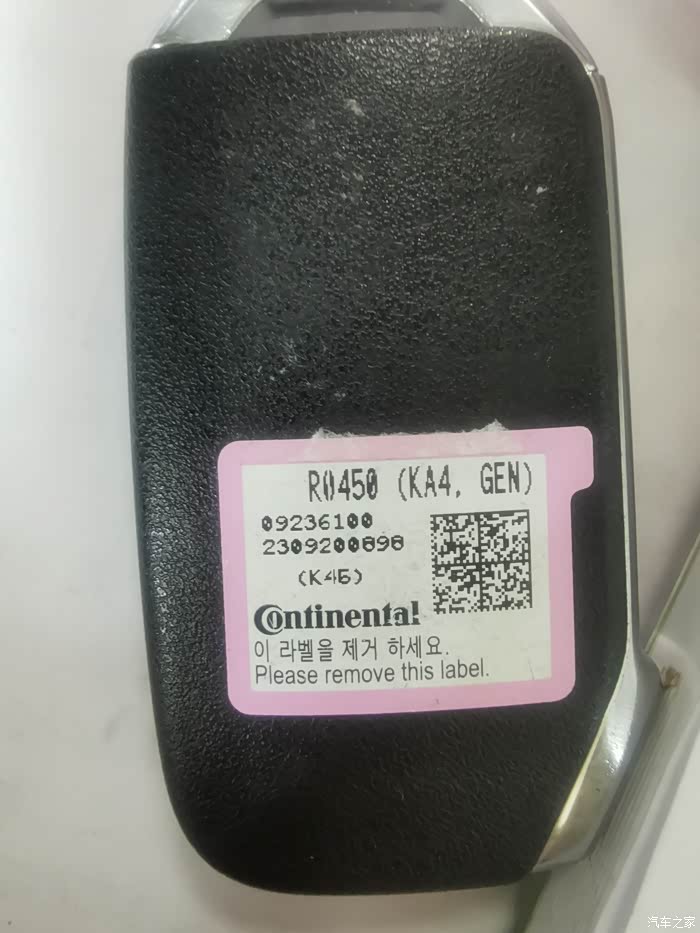 R0450 (KA4, GEN)
09236100
2309200898
(K45)
Continental
이 라벨을 제거 하세요.
Please remove this label.
汽车之家